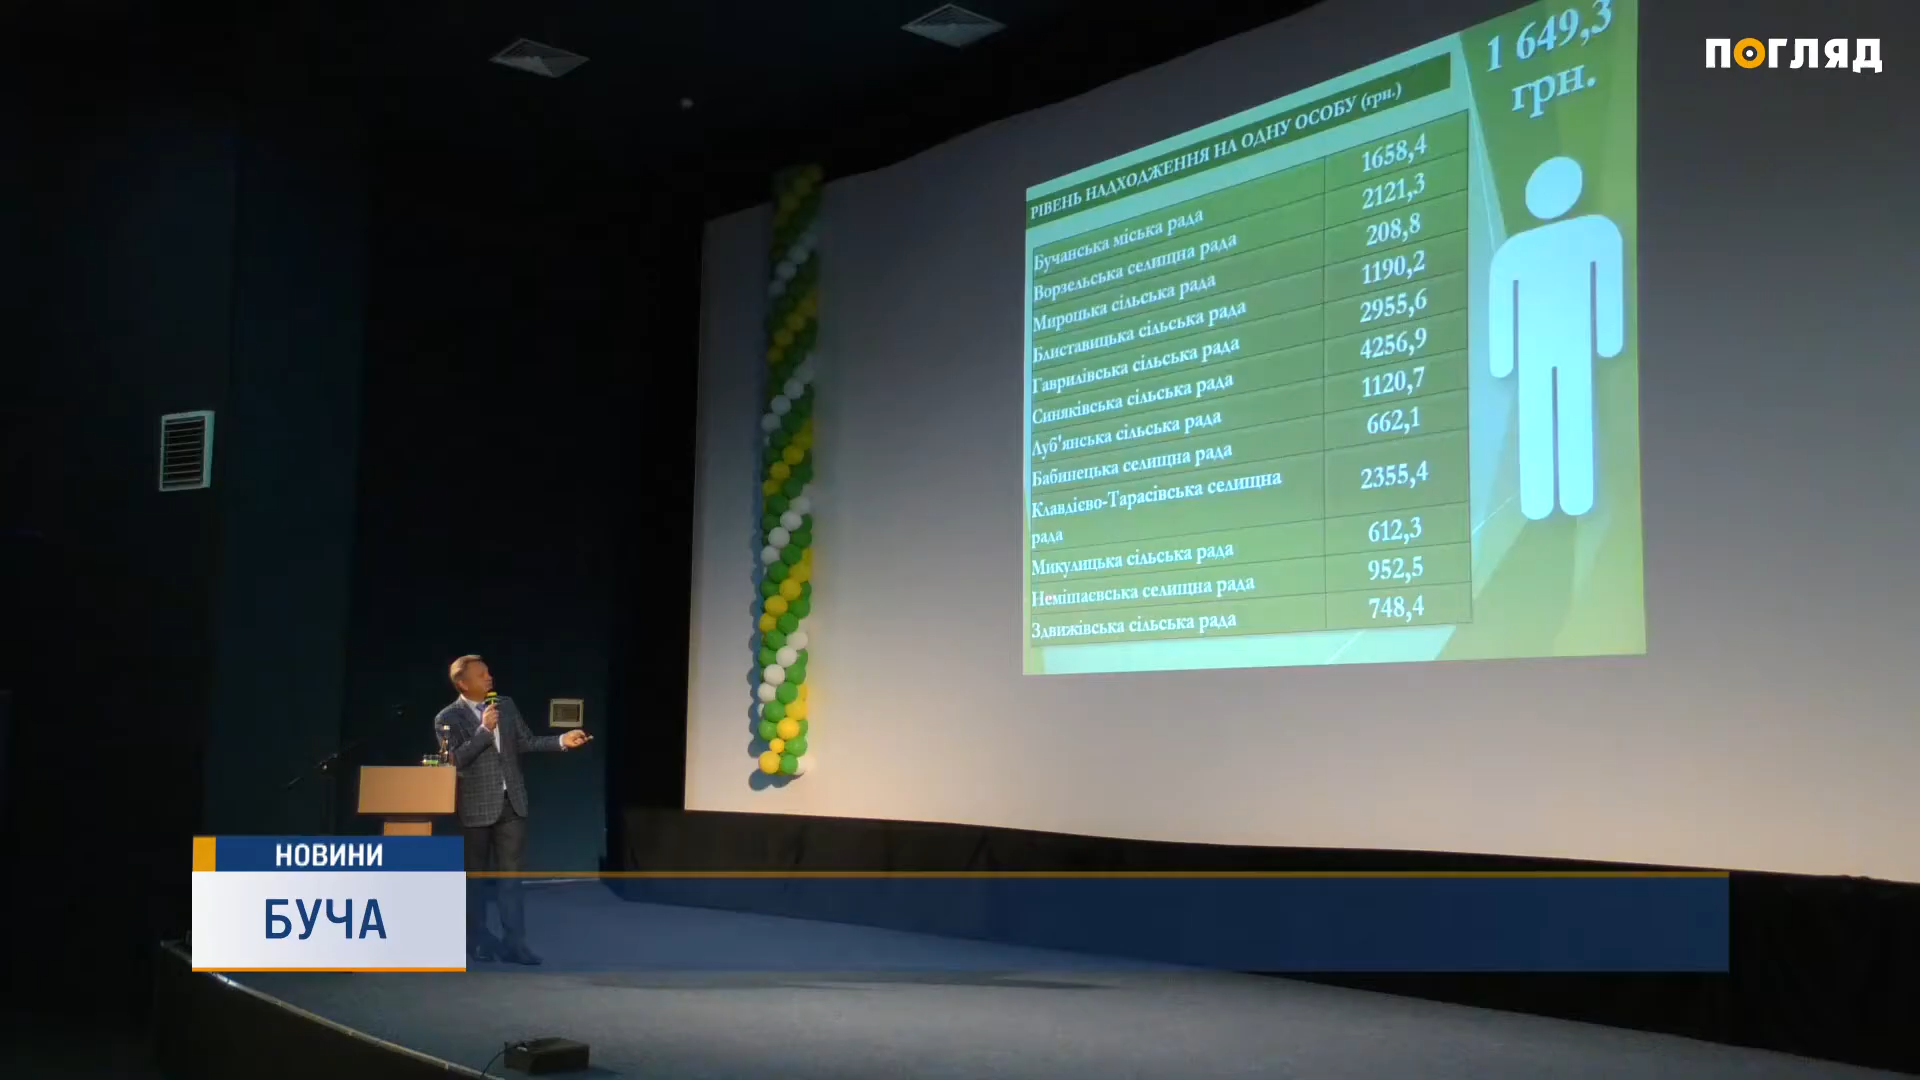 ПОГЛЯД
1 649,3
грн.
РІВЕНЬ НАДХОДЖЕННЯ НА ОДНУ ОСОБУ (грн.)
Бучанська міська рада 1658,4
Ворзельська селищна рада 2121,3
Мироцька сільська рада 208,8
Блиставицька сільська рада 1190,2
Гаврилівська сільська рада 2955,6
Синяківська сільська рада 4256,9
Луб'янська сільська рада 1120,7
Бабинецька селищна рада 662,1
Клавдієво-Тарасівська селищна
рада 2355,4
Микулицька сільська рада 612,3
Немішаєвська селищна рада 952,5
Здвижівська сільська рада 748,4
НОВИНИ
БУЧА